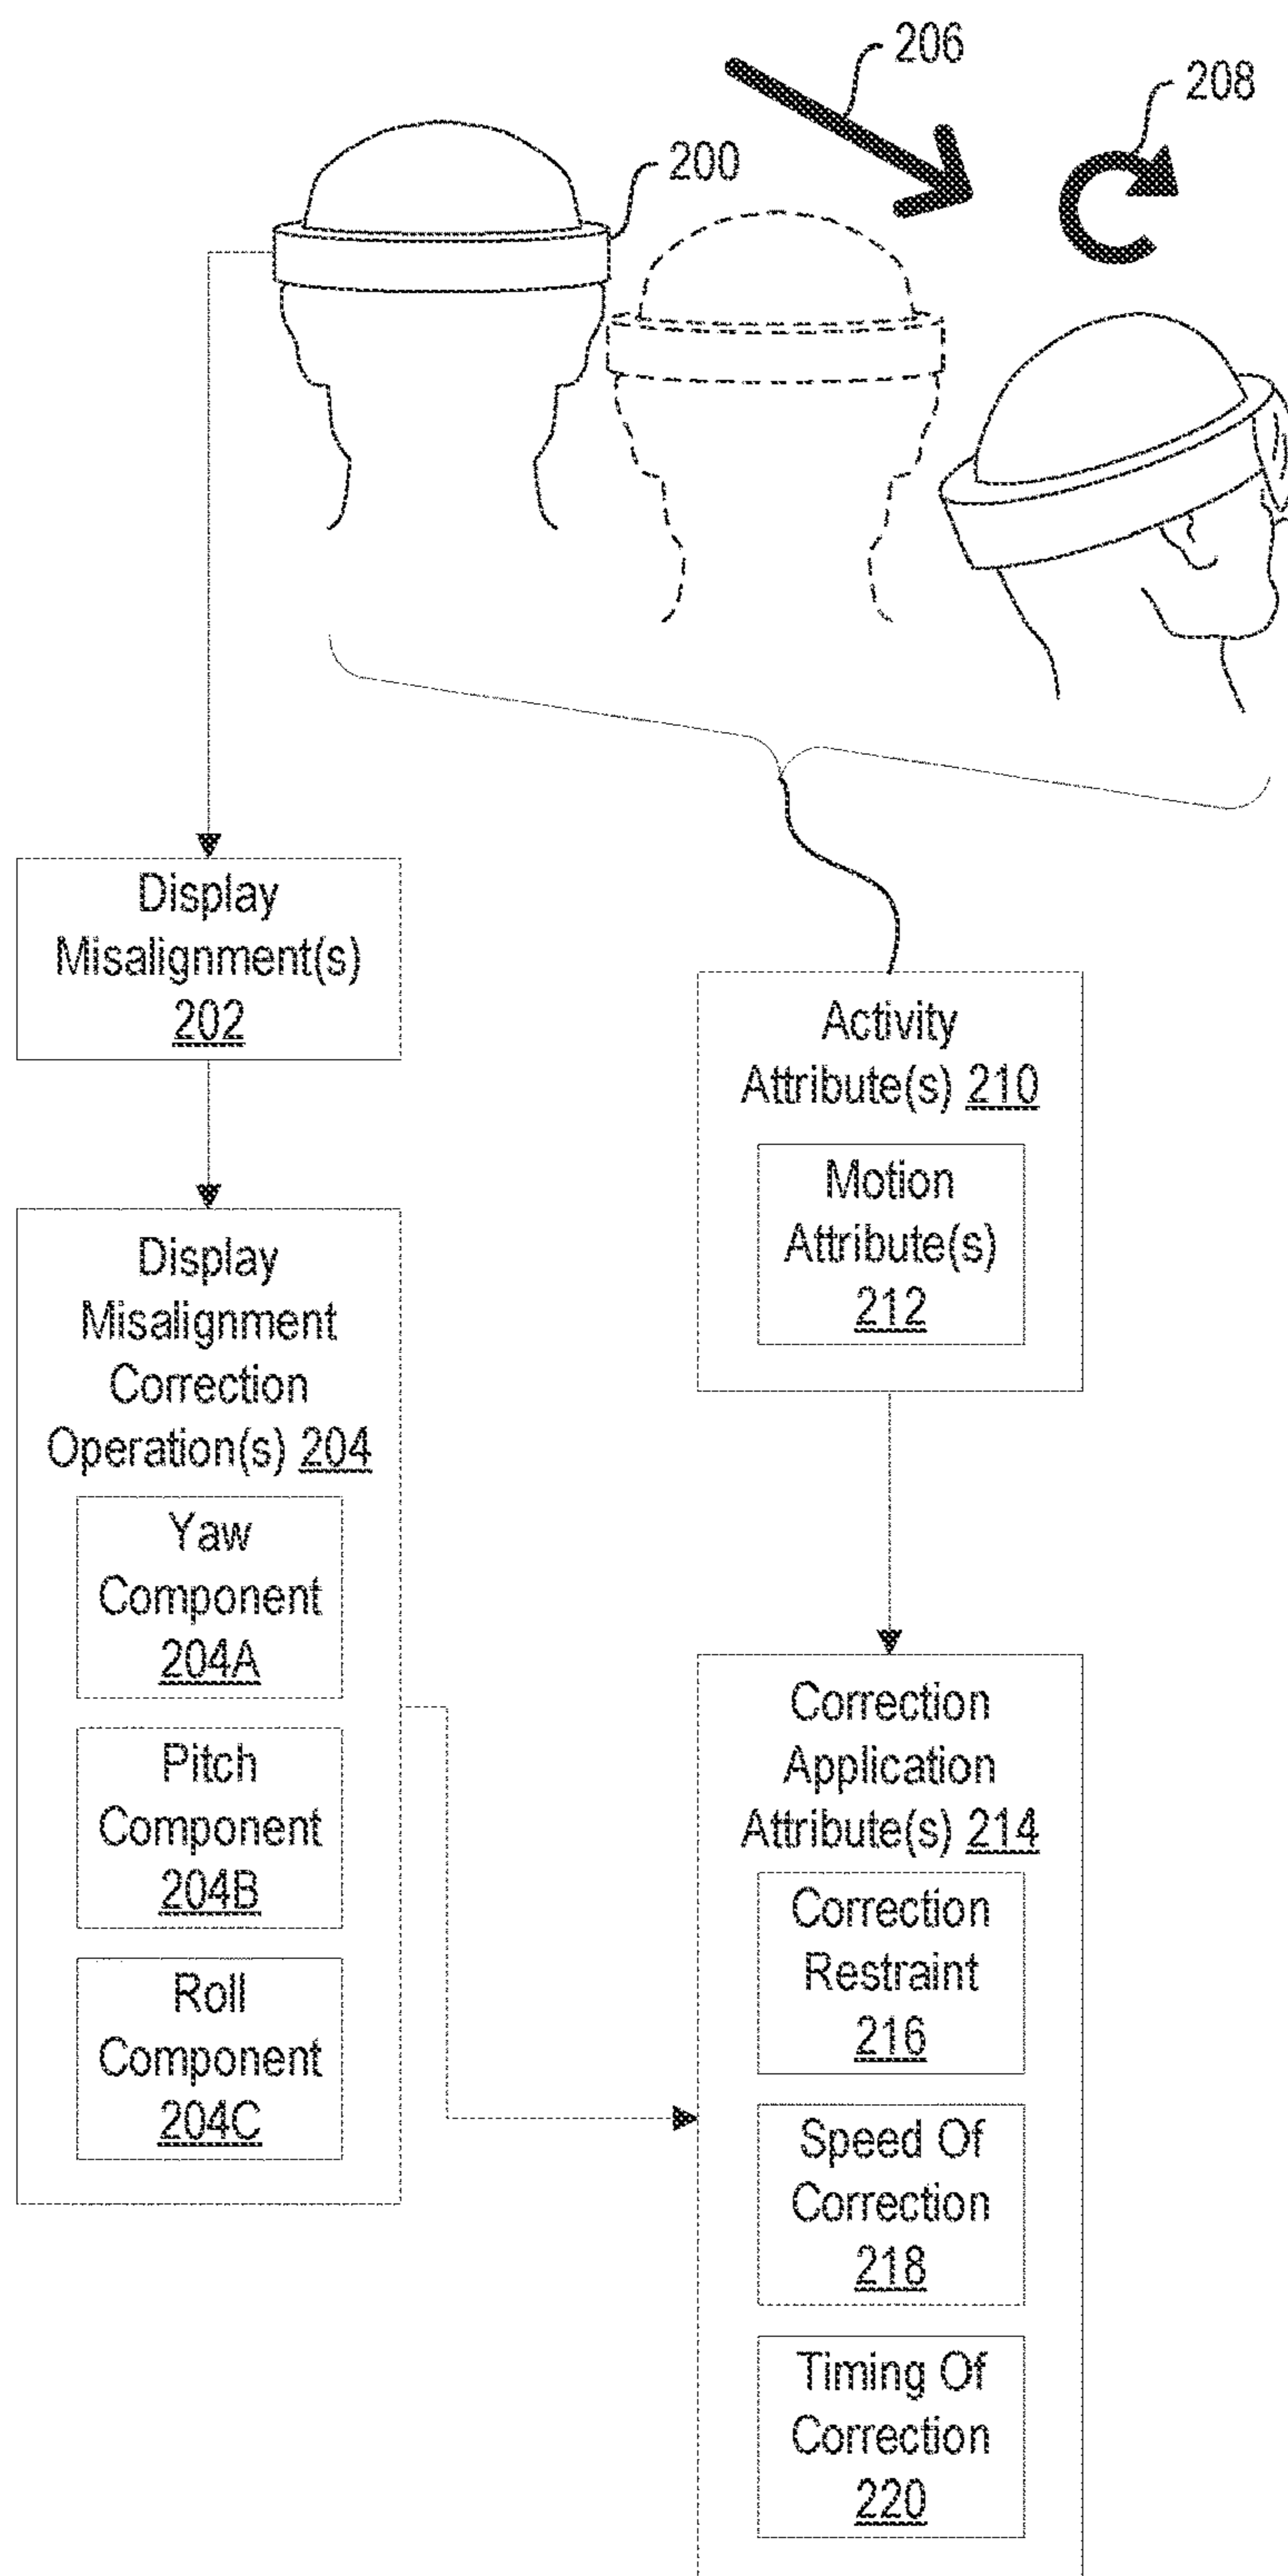 206
208
200
Display
Misalignment(s)
202
Activity
Attribute(s) 210
Motion
Attribute(s)
212
Display
Misalignment
Correction
Operation(s) 204
Yaw
Component
204A
Pitch
Component
204B
Roll
Component
204C
Correction
Application
Attribute(s) 214
Correction
Restraint
216
Speed Of
Correction
218
Timing Of
Correction
220